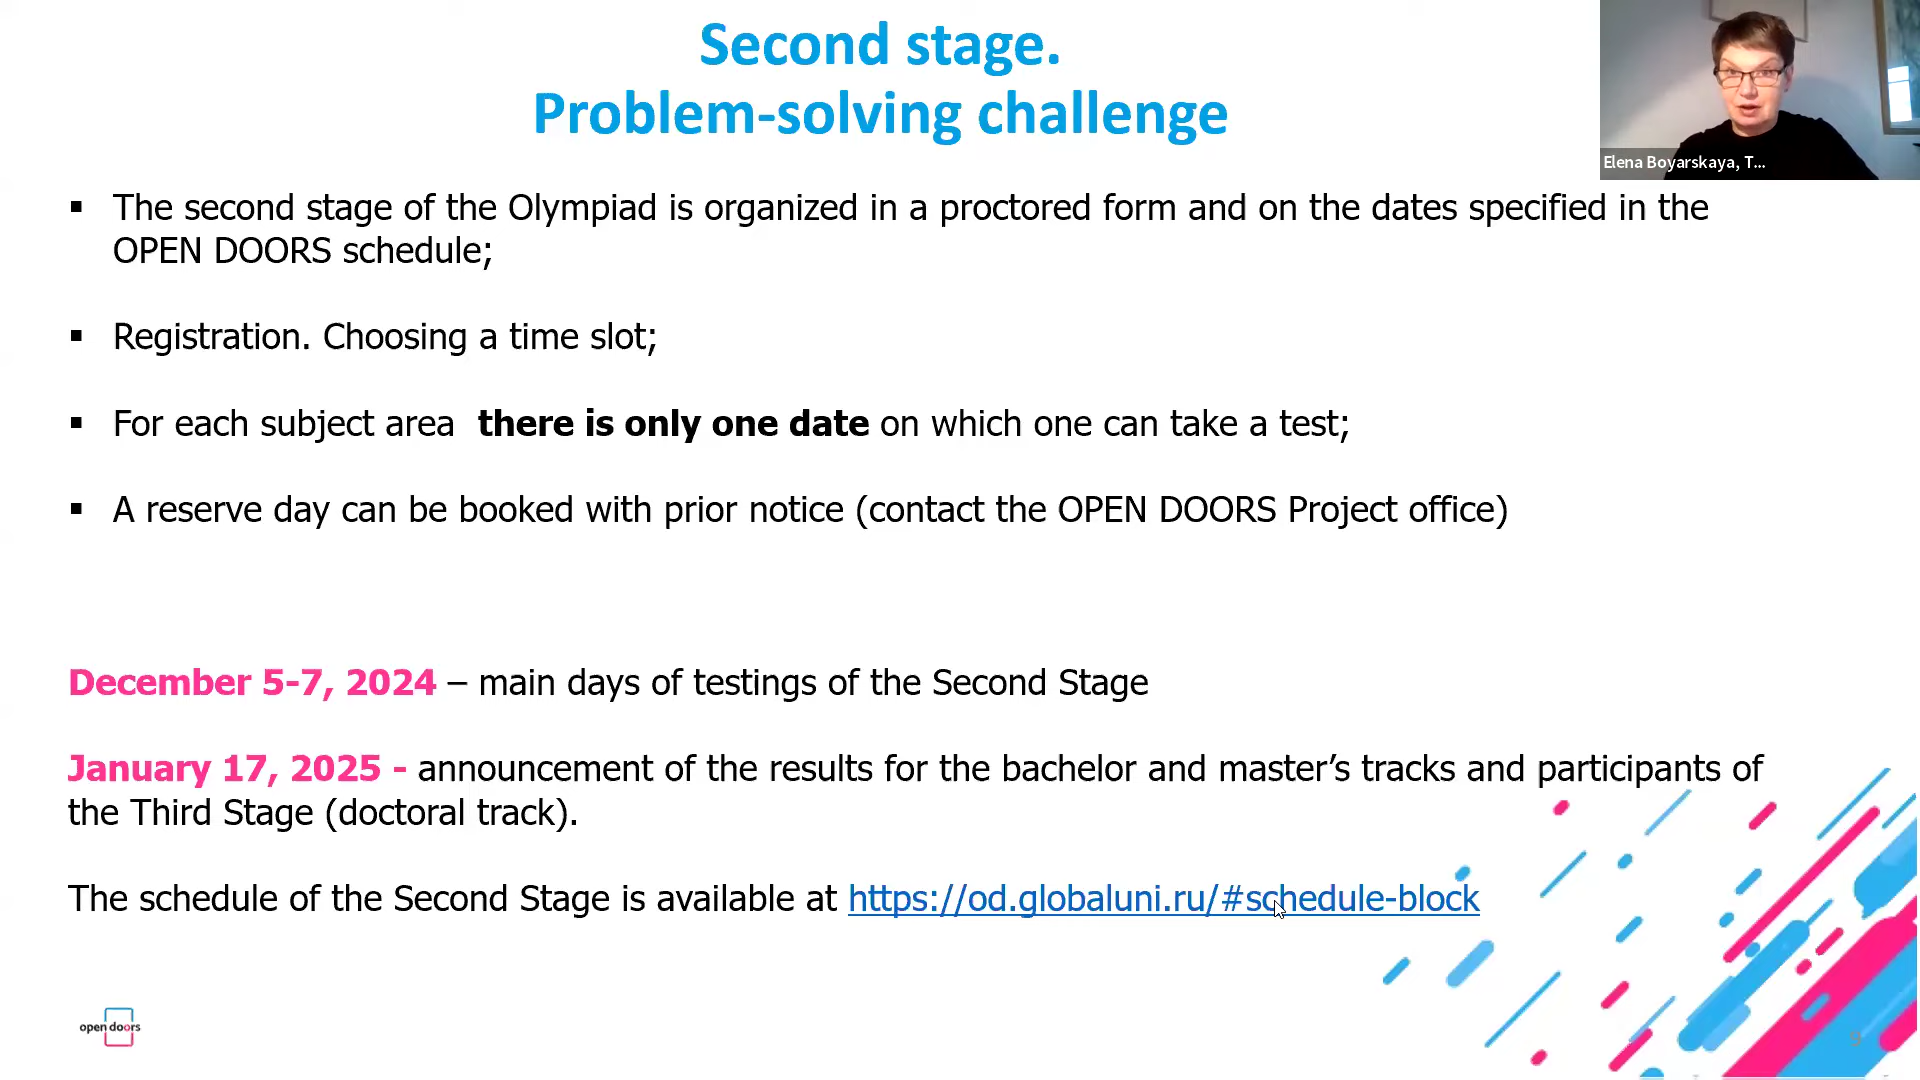 Second stage.
Problem-solving challenge
Elena Boyarskaya, T...
▪ The second stage of the Olympiad is organized in a proctored form and on the dates specified in the
OPEN DOORS schedule;
▪ Registration. Choosing a time slot;
▪ For each subject area there is only one date on which one can take a test;
▪ A reserve day can be booked with prior notice (contact the OPEN DOORS Project office)
December 5-7, 2024 – main days of testings of the Second Stage
January 17, 2025 - announcement of the results for the bachelor and master’s tracks and participants of
the Third Stage (doctoral track).
The schedule of the Second Stage is available at https://od.globaluni.ru/#schedule-block
open doors